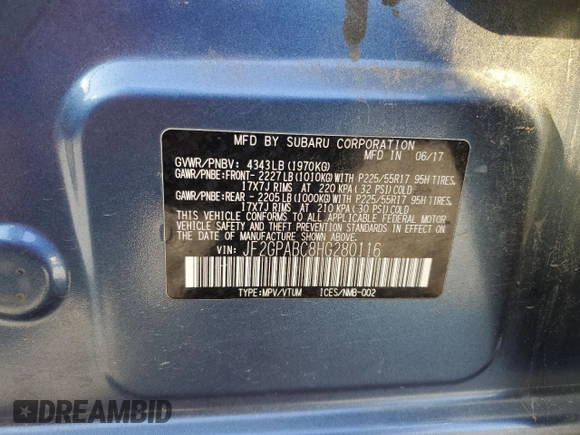 MFD BY SUBARU CORPORATION
GVWR/PNBV: 4343LB(1970KG) MFD IN 06/17
GAWR/PNBE:FRONT- 2227LB(1010KG)WITH P225/55R17 95H TIRES,
17X7J RIMS AT 220 KPA(32 PSI)COLD
GAWR/PNBE:REAR - 2205LB(1000KG)WITH P225/55R17 95H TIRES,
17X7J RIMS AT 210 KPA(30 PSI)COLD
THIS VEHICLE CONFORMS TO ALL APPLICABLE FEDERAL MOTOR
VEHICLE SAFETY AND BUMPER STANDARDS IN EFFECT ON
THE DATE OF MANUFACTURE SHOWN ABOVE.
VIN: JF2GPABC8HG280116
TYPE:MPV/VTUM ICES/NMB-002
DREAMBID